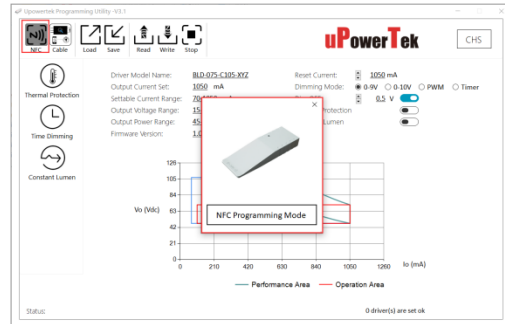 Upowertek Programming Utility -V3.1
NFC Cable Load Save Read Write Stop
uPowerTek
CHS
Thermal Protection
Time Dimming
Constant Lumen
Driver Model Name: BLD-075-C105-XYZ
Output Current Set: 1050 mA
Settable Current Range:
Output Voltage Range:
Output Power Range:
Firmware Version:
Reset Current: 1050 mA
Dimming Mode: 0-9V 0-10V PWM Timer
0.5 V
Protection
Lumen
NFC Programming Mode
Vo (Vdc)
126
105
84
63
42
21
0
0 210 420 630 840 1050 1260
Io (mA)
Performance Area Operation Area
Status: 0 driver(s) are set ok